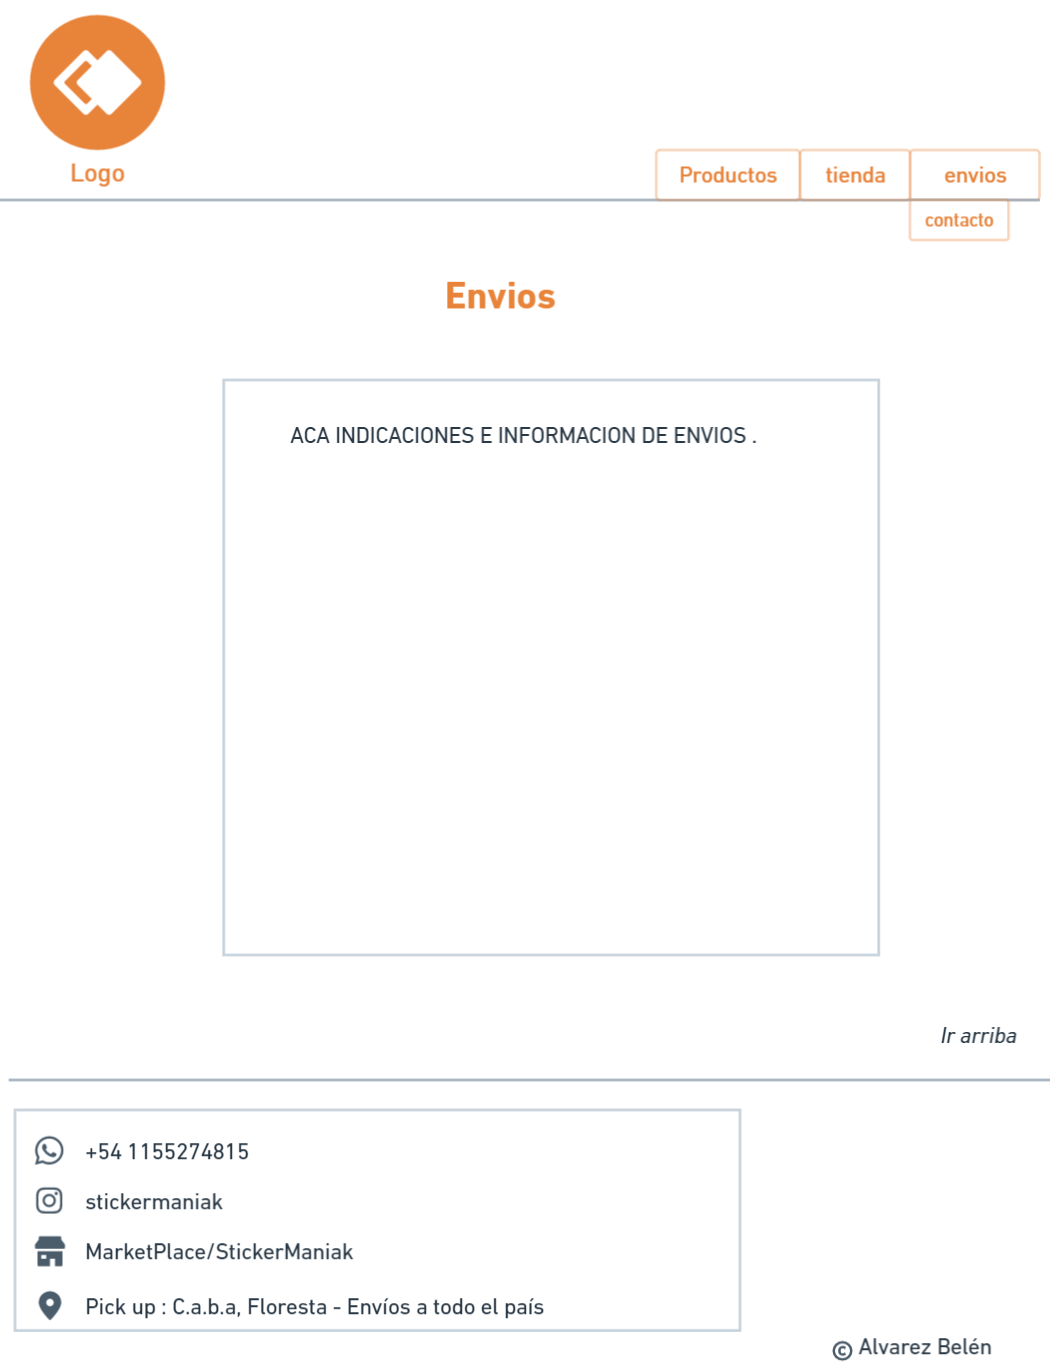 Logo
Productos tienda envios
contacto
Envios
ACA INDICACIONES E INFORMACION DE ENVIOS .
Ir arriba
+54 1155274815
stickermaniak
MarketPlace/StickerManiak
Pick up : C.a.b.a, Floresta - Envíos a todo el país
© Alvarez Belén